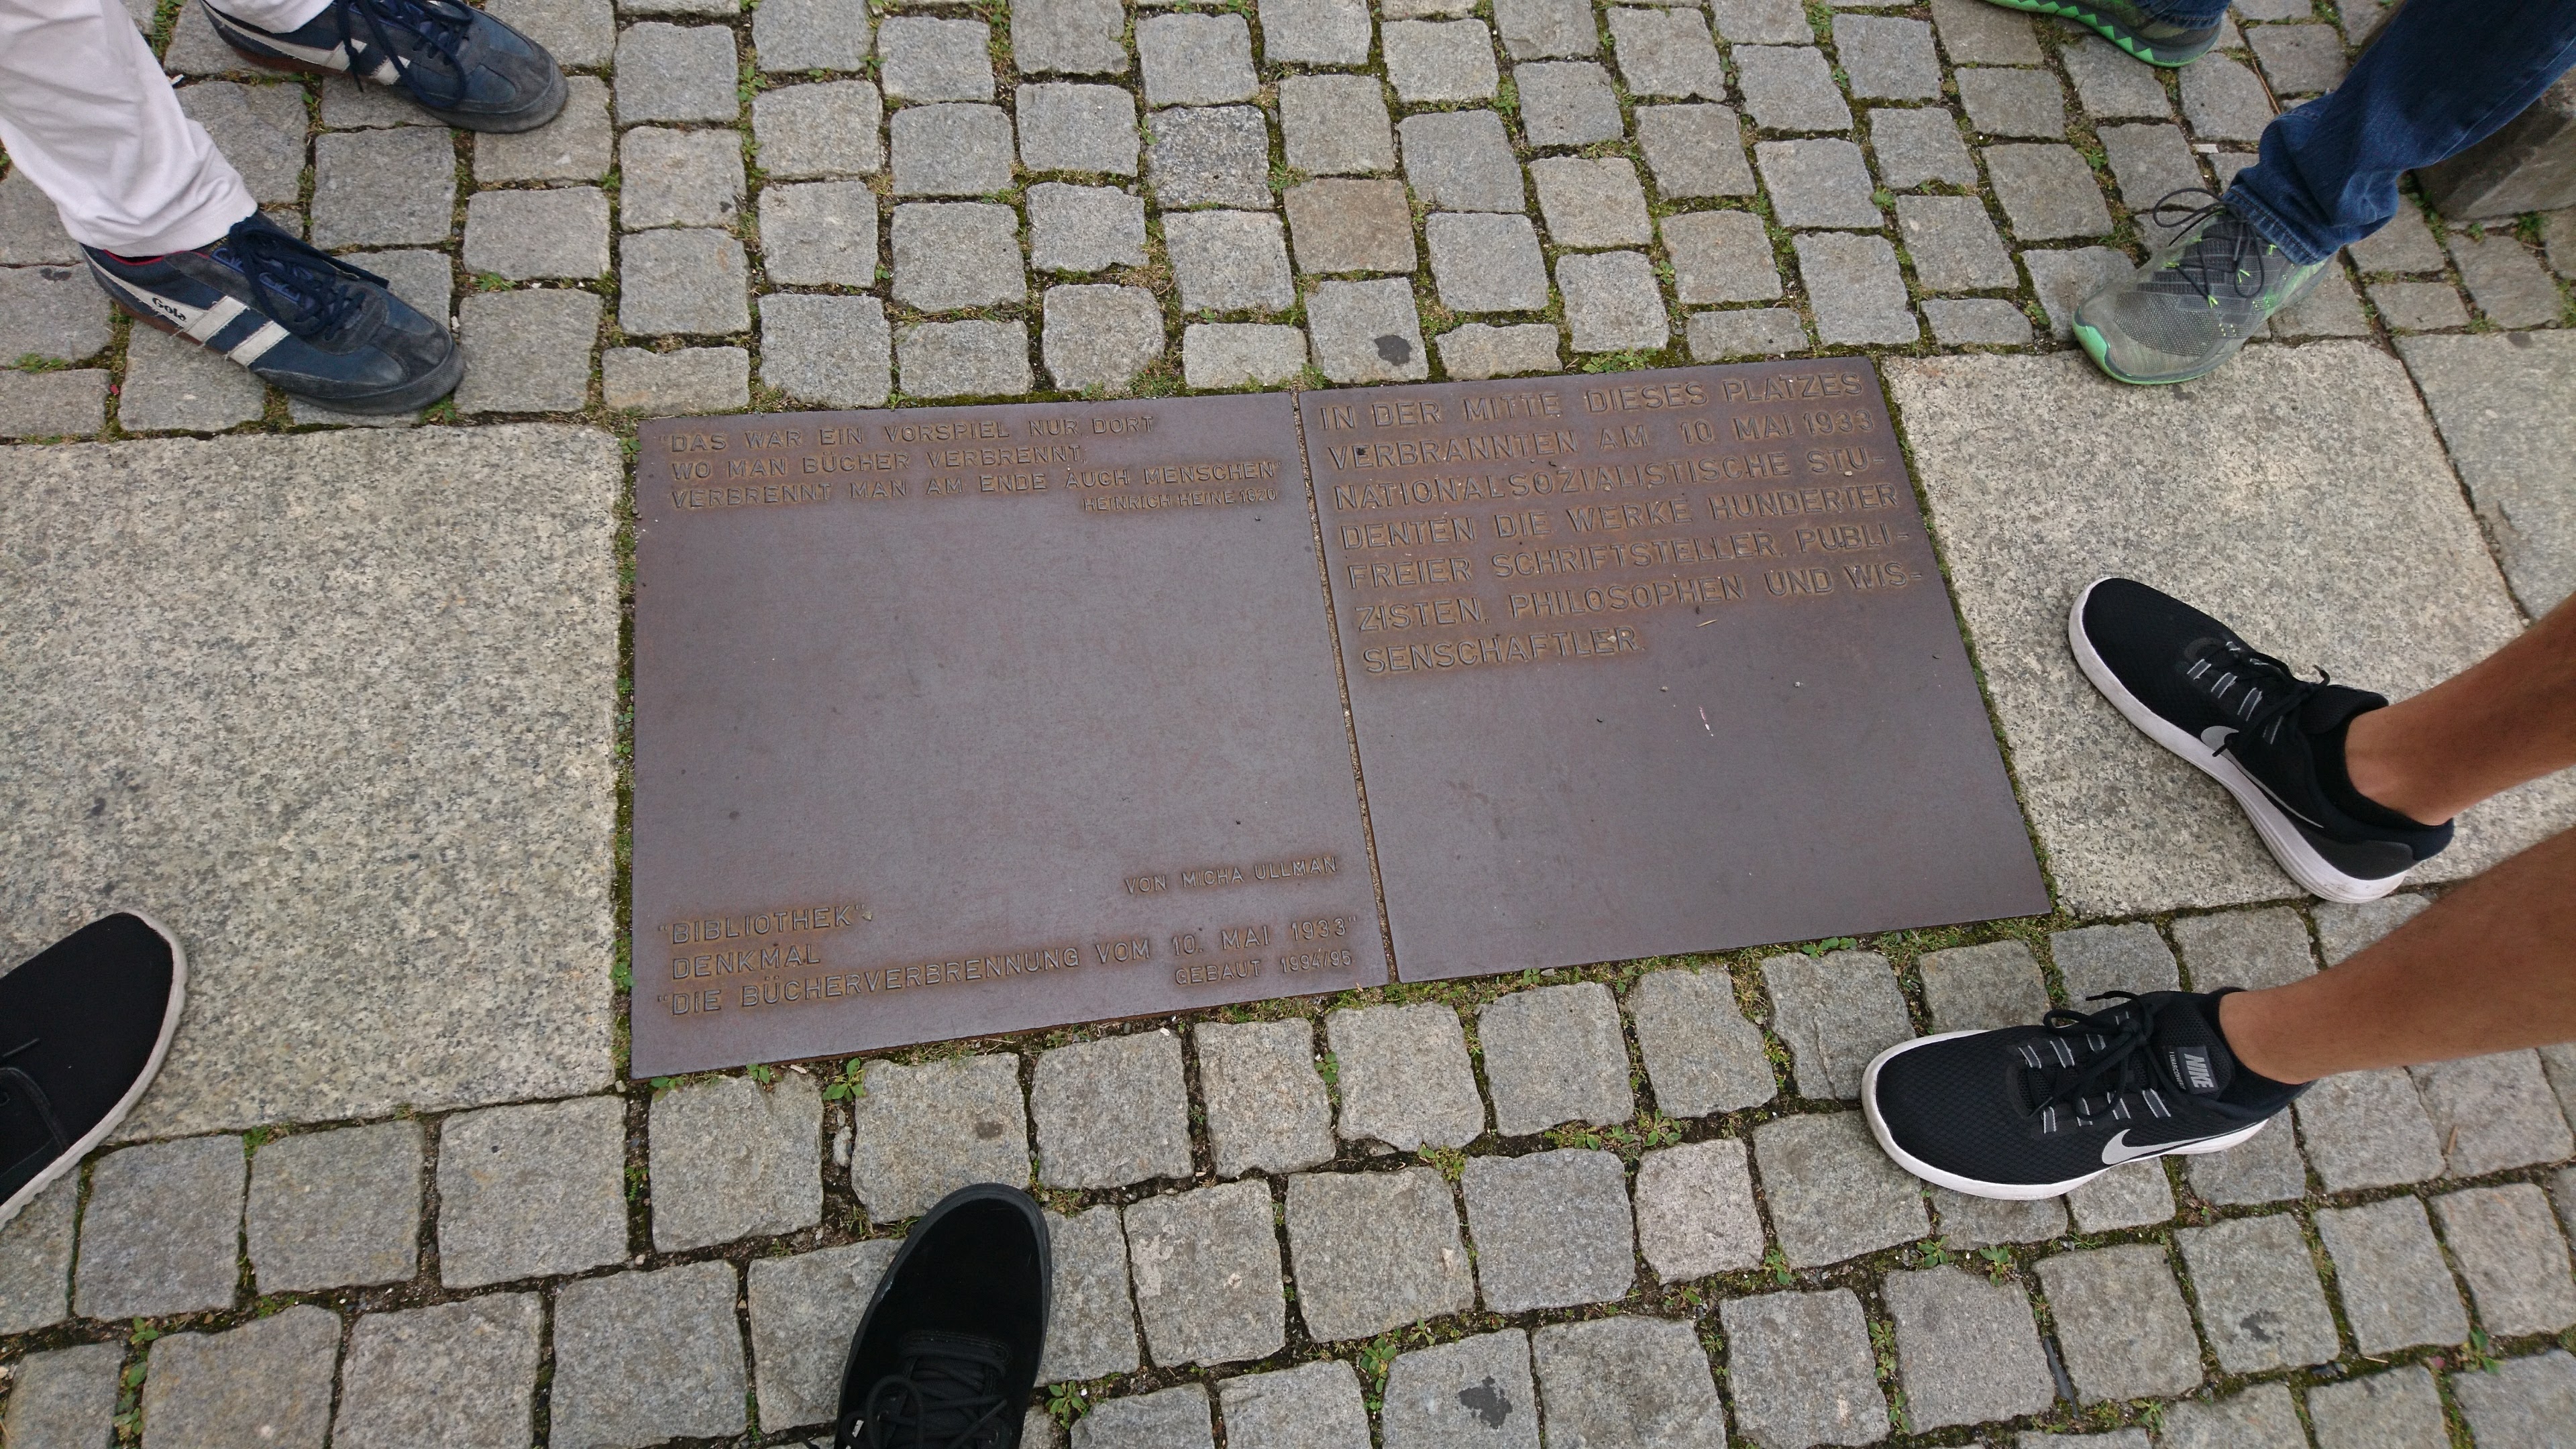 "DAS WAR EIN VORSPIEL NUR, DORT
WO MAN BÜCHER VERBRENNT,
VERBRENNT MAN AM ENDE AUCH MENSCHEN"
HEINRICH HEINE 1820
VON MICHA ULLMAN
"BIBLIOTHEK"
DENKMAL
"DIE BÜCHERVERBRENNUNG VOM 10. MAI 1933"
GEBAUT 1994/95
IN DER MITTE DIESES PLATZES
VERBRANNTEN AM 10 MAI 1933
NATIONALSOZIALISTISCHE STU-
DENTEN DIE WERKE HUNDERTER
FREIER SCHRIFTSTELLER, PUBLI-
ZISTEN, PHILOSOPHEN UND WIS-
SENSCHAFTLER.
Gola
NIKE